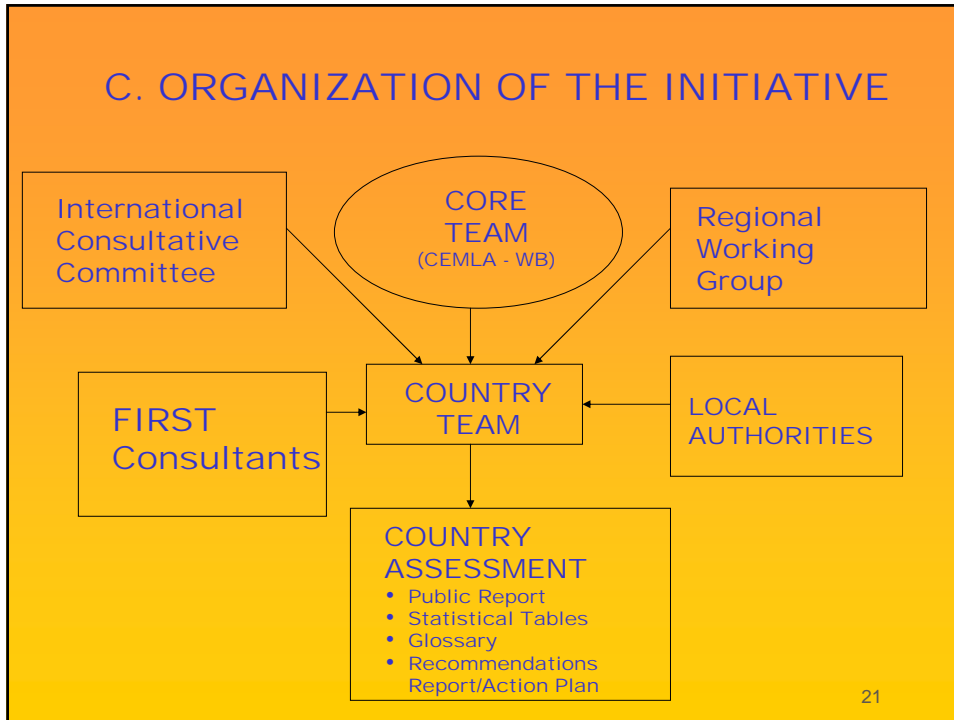 C. ORGANIZATION OF THE INITIATIVE
International
Consultative
Committee
CORE
TEAM
(CEMLA - WB)
Regional
Working
Group
FIRST
Consultants
COUNTRY
TEAM
LOCAL
AUTHORITIES
COUNTRY
ASSESSMENT
• Public Report
• Statistical Tables
• Glossary
• Recommendations
Report/Action Plan
21